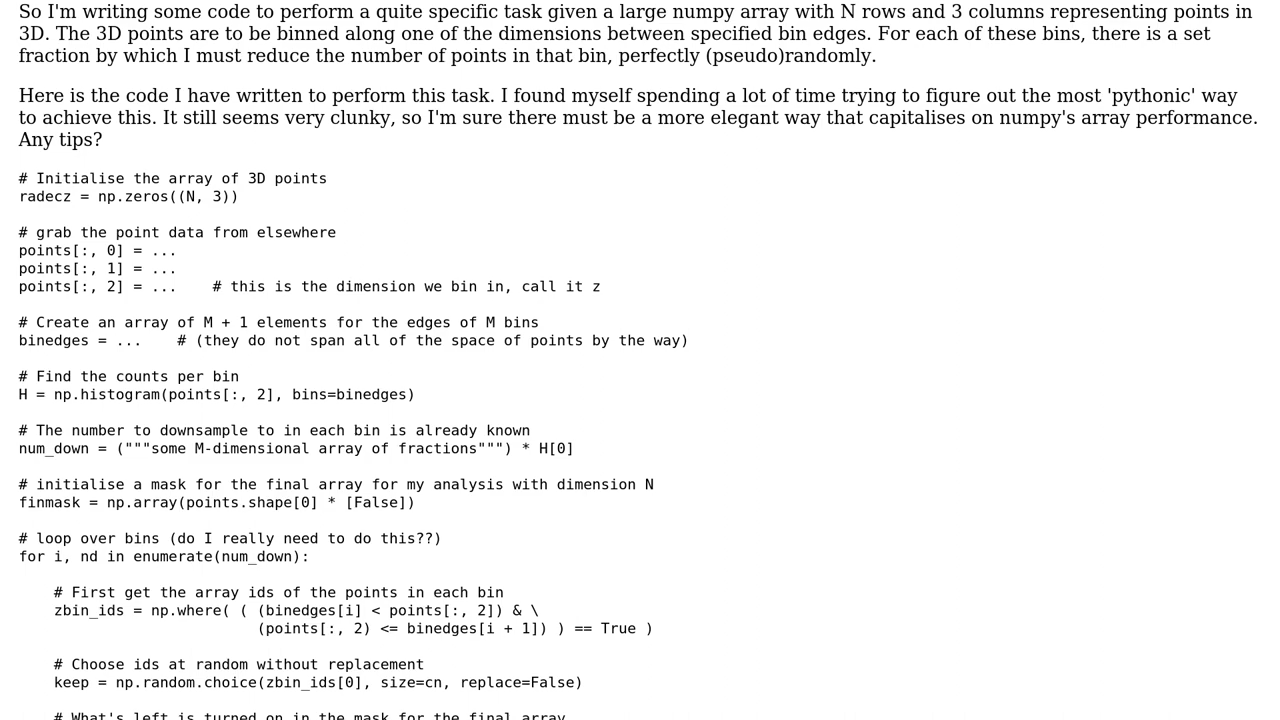 So I'm writing some code to perform a quite specific task given a large numpy array with N rows and 3 columns representing points in
3D. The 3D points are to be binned along one of the dimensions between specified bin edges. For each of these bins, there is a set
fraction by which I must reduce the number of points in that bin, perfectly (pseudo)randomly.

Here is the code I have written to perform this task. I found myself spending a lot of time trying to figure out the most 'pythonic' way
to achieve this. It still seems very clunky, so I'm sure there must be a more elegant way that capitalises on numpy's array performance.
Any tips?

# Initialise the array of 3D points
radecz = np.zeros((N, 3))

# grab the point data from elsewhere
points[:, 0] = ...
points[:, 1] = ...
points[:, 2] = ...    # this is the dimension we bin in, call it z

# Create an array of M + 1 elements for the edges of M bins
binedges = ...    # (they do not span all of the space of points by the way)

# Find the counts per bin
H = np.histogram(points[:, 2], bins=binedges)

# The number to downsample to in each bin is already known
num_down = ("""some M-dimensional array of fractions""") * H[0]

# initialise a mask for the final array for my analysis with dimension N
finmask = np.array(points.shape[0] * [False])

# loop over bins (do I really need to do this??)
for i, nd in enumerate(num_down):

    # First get the array ids of the points in each bin
    zbin_ids = np.where( ( (binedges[i] < points[:, 2]) & \
                           (points[:, 2) <= binedges[i + 1]) ) == True )

    # Choose ids at random without replacement
    keep = np.random.choice(zbin_ids[0], size=cn, replace=False)

    # What's left is turned on in the mask for the final array